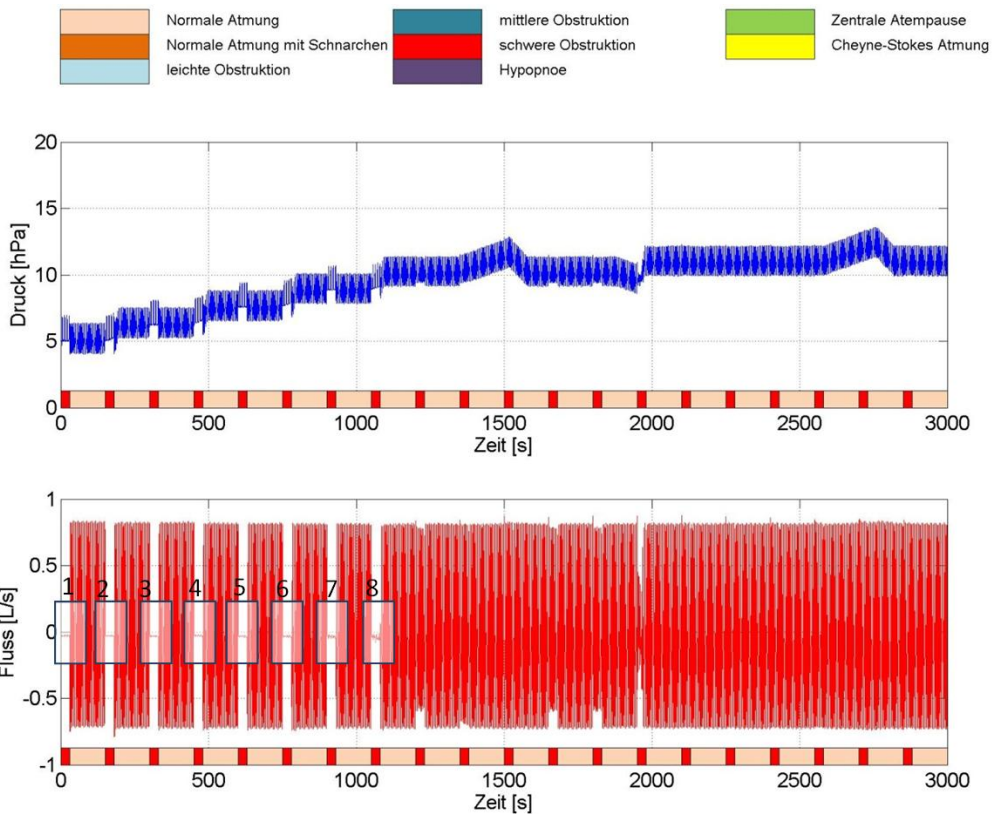 Normale Atmung
mittlere Obstruktion
Zentrale Atempause
Normale Atmung mit Schnarchen
schwere Obstruktion
Cheyne-Stokes Atmung
leichte Obstruktion
Hypopnoe
20
15
10
5
0
Druck [hPa]
0 500 1000 1500 2000 2500 3000
Zeit [s]
1
0.5
0
-0.5
-1
Fluss [L/s]
1 2 3 4 5 6 7 8
0 500 1000 1500 2000 2500 3000
Zeit [s]